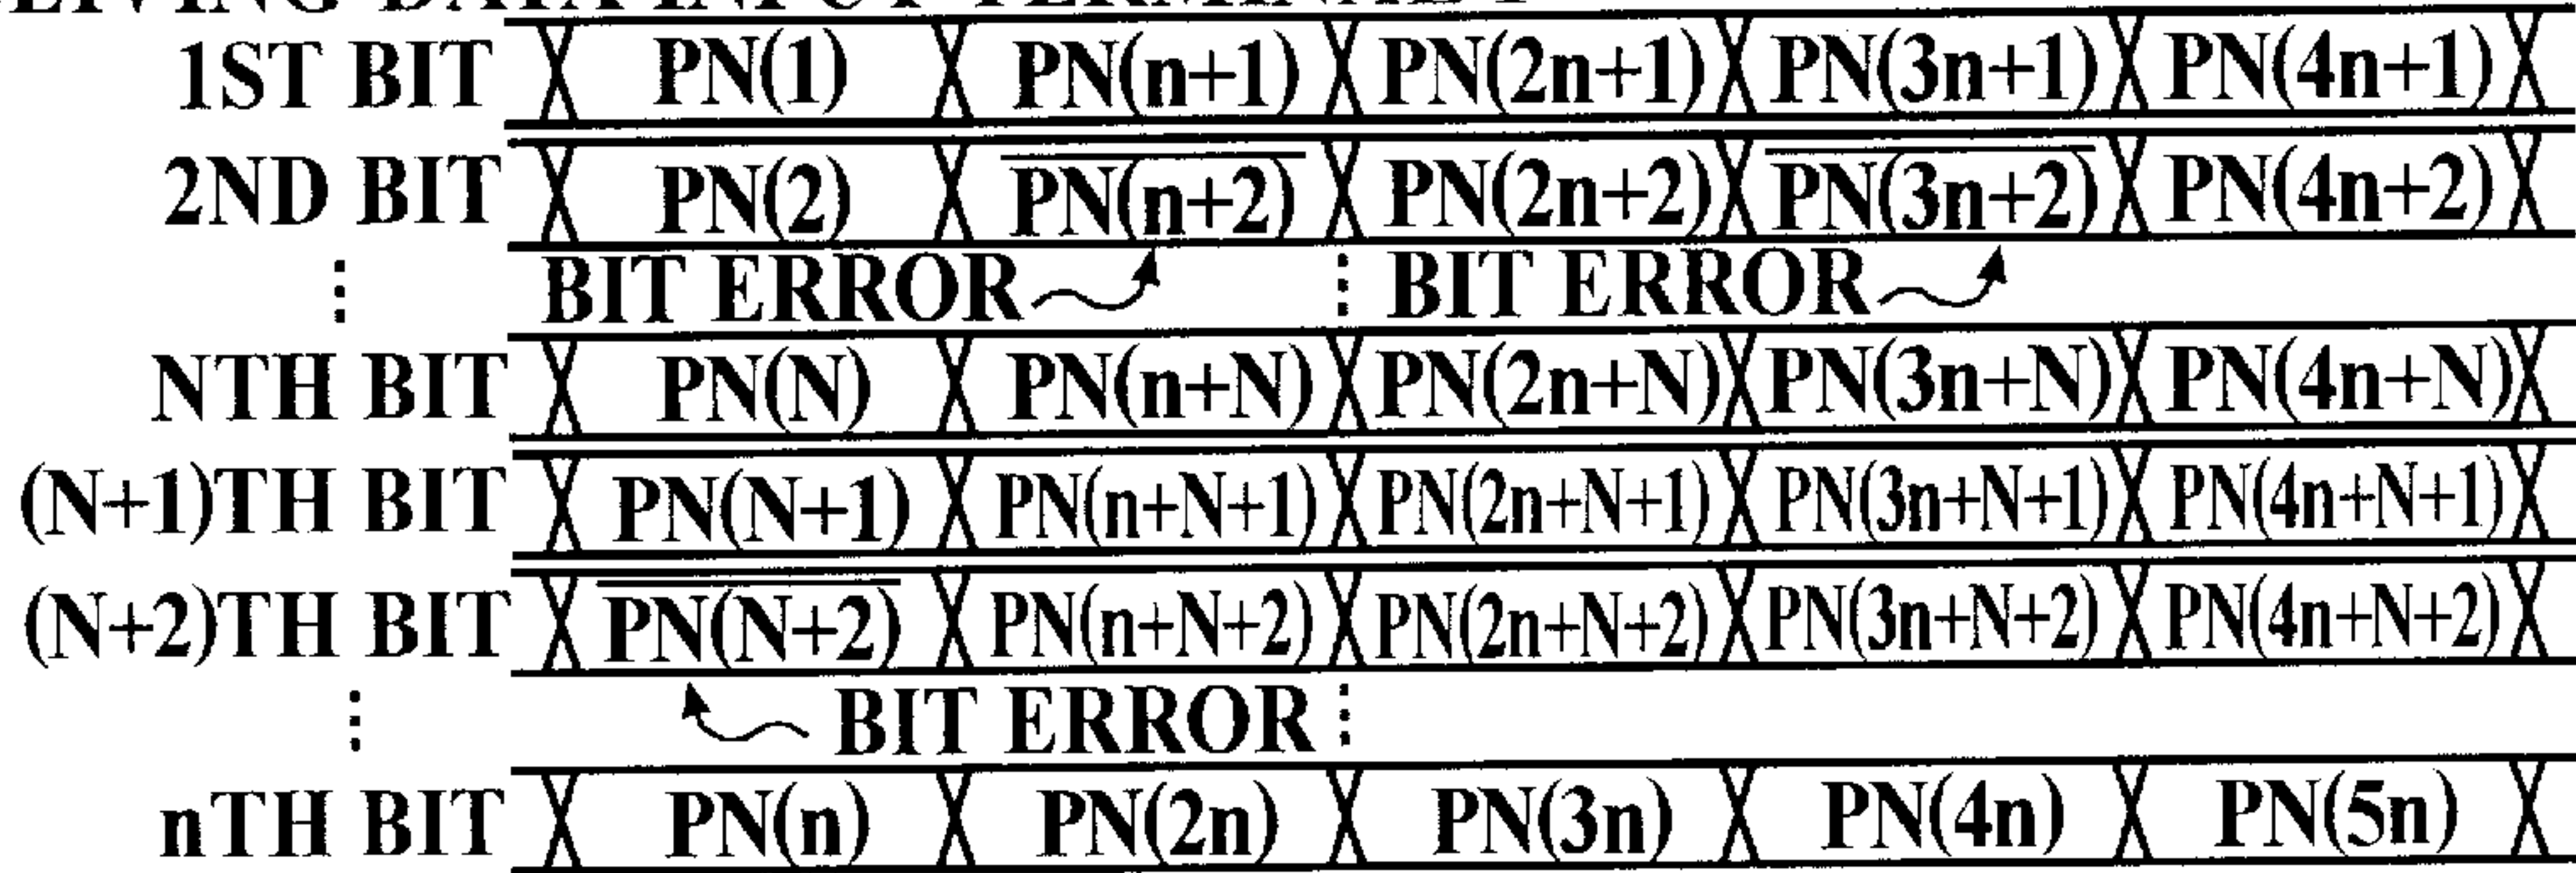 DATA INPUT TERMINAL 1
1ST BIT PN(1) PN(n+1) PN(2n+1) PN(3n+1) PN(4n+1)
2ND BIT PN(2) PN(n+2) PN(2n+2) PN(3n+2) PN(4n+2)
⋮ BIT ERROR ⋮ BIT ERROR
NTH BIT PN(N) PN(n+N) PN(2n+N) PN(3n+N) PN(4n+N)
(N+1)TH BIT PN(N+1) PN(n+N+1) PN(2n+N+1) PN(3n+N+1) PN(4n+N+1)
(N+2)TH BIT PN(N+2) PN(n+N+2) PN(2n+N+2) PN(3n+N+2) PN(4n+N+2)
⋮ BIT ERROR ⋮
nTH BIT PN(n) PN(2n) PN(3n) PN(4n) PN(5n)